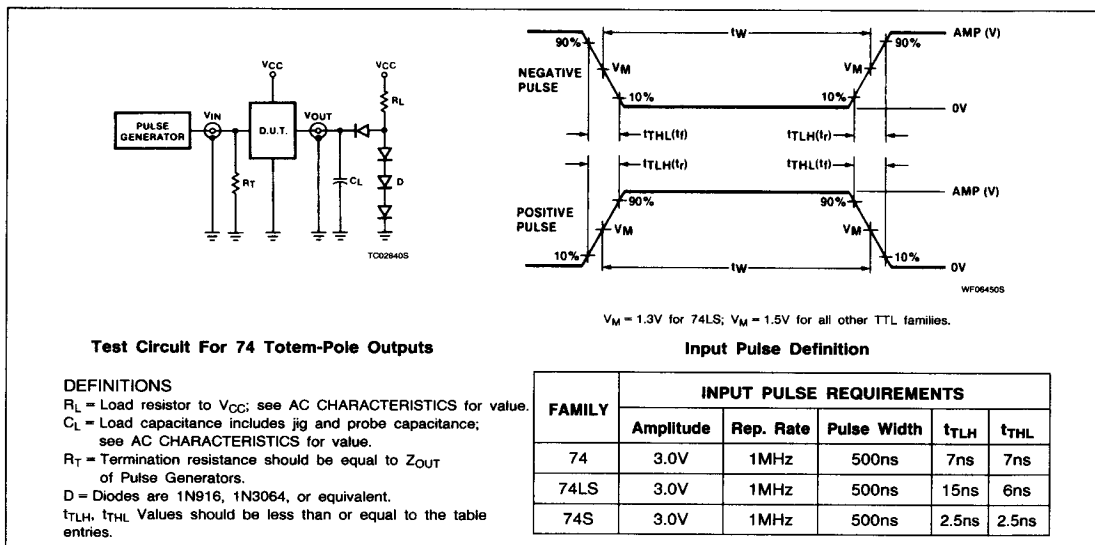 VCC
VCC
RL
PULSE GENERATOR
VIN
D.U.T.
VOUT
RT
CL
D
TC02840S
Test Circuit For 74 Totem-Pole Outputs
DEFINITIONS
RL = Load resistor to VCC; see AC CHARACTERISTICS for value.
CL = Load capacitance includes jig and probe capacitance;
see AC CHARACTERISTICS for value.
RT = Termination resistance should be equal to ZOUT
of Pulse Generators.
D = Diodes are 1N916, 1N3064, or equivalent.
tTLH, tTHL Values should be less than or equal to the table
entries.
90% tW 90% AMP (V)
NEGATIVE
PULSE
VM VM
10% 10% 0V
tTHL(tf) tTLH(tr)
tTLH(tr) tTHL(tf)
90% 90% AMP (V)
POSITIVE
PULSE
VM VM
10% tW 10% 0V
WF06450S
VM = 1.3V for 74LS; VM = 1.5V for all other TTL families.
Input Pulse Definition
FAMILY INPUT PULSE REQUIREMENTS
Amplitude Rep. Rate Pulse Width tTLH tTHL
74 3.0V 1MHz 500ns 7ns 7ns
74LS 3.0V 1MHz 500ns 15ns 6ns
74S 3.0V 1MHz 500ns 2.5ns 2.5ns